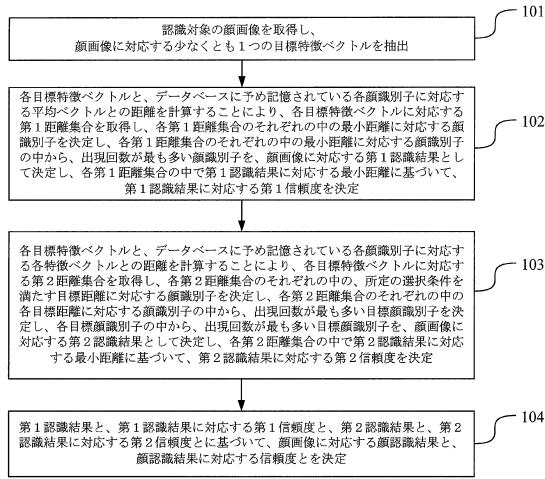 認識対象の顔画像を取得し、
顔画像に対応する少なくとも１つの目標特徴ベクトルを抽出
101
各目標特徴ベクトルと、データベースに予め記憶されている各顔識別子に対応す
る平均ベクトルとの距離を計算することにより、各目標特徴ベクトルに対応する
第１距離集合を取得し、各第１距離集合のそれぞれの中の最小距離に対応する顔
識別子を決定し、各第１距離集合のそれぞれの中の最小距離に対応する顔識別子
の中から、出現回数が最も多い顔識別子を、顔画像に対応する第１認識結果とし
て決定し、各第１距離集合の中で第１認識結果に対応する最小距離に基づいて、
第１認識結果に対応する第１信頼度を決定
102
各目標特徴ベクトルと、データベースに予め記憶されている各顔識別子に対応す
る各特徴ベクトルとの距離を計算することにより、各目標特徴ベクトルに対応す
る第２距離集合を取得し、各第２距離集合のそれぞれの中の、所定の選択条件を
満たす目標距離に対応する顔識別子を決定し、各第２距離集合のそれぞれの中の
各目標距離に対応する顔識別子の中から、出現回数が最も多い目標顔識別子を決
定し、各目標顔識別子の中から、出現回数が最も多い目標顔識別子を、顔画像に
対応する第２認識結果として決定し、各第２距離集合の中で第２認識結果に対応
する最小距離に基づいて、第２認識結果に対応する第２信頼度を決定
103
第１認識結果と、第１認識結果に対応する第１信頼度と、第２認識結果と、第２
認識結果に対応する第２信頼度とに基づいて、顔画像に対応する顔認識結果と、
顔認識結果に対応する信頼度とを決定
104